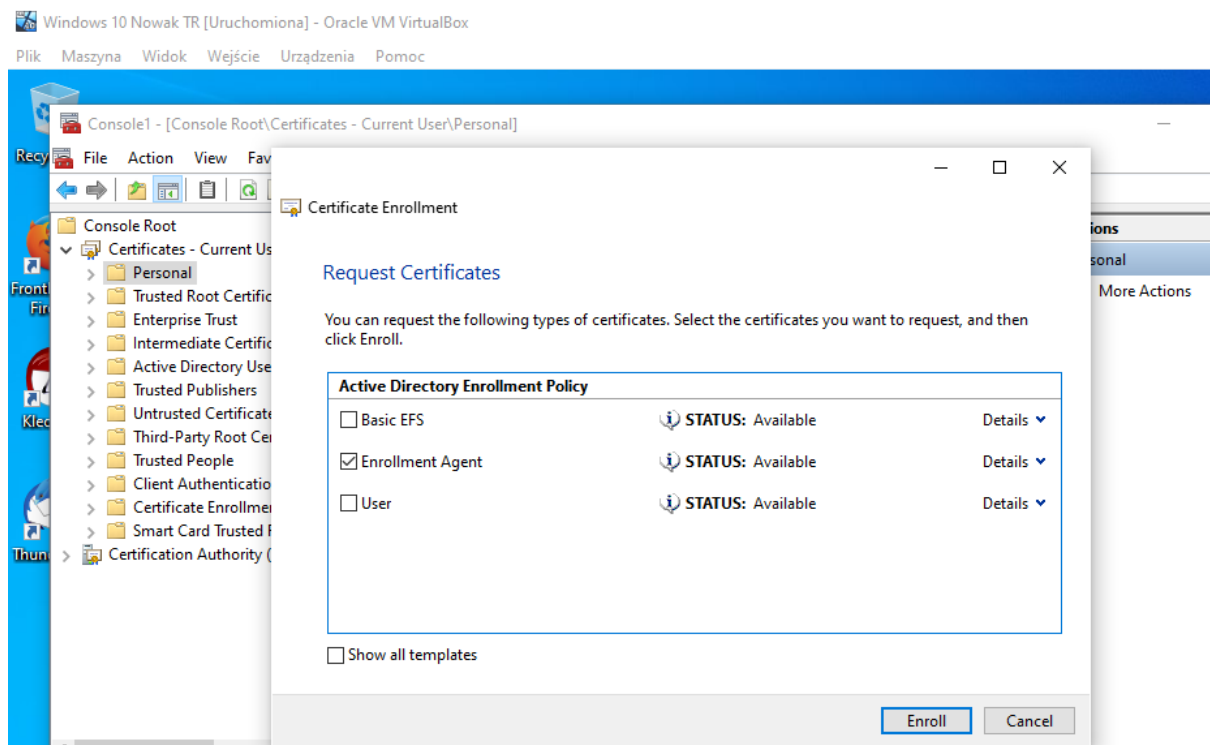 Windows 10 Nowak TR [Uruchomiona] - Oracle VM VirtualBox
Plik Maszyna Widok Wejście Urządzenia Pomoc
Console1 - [Console Root\Certificates - Current User\Personal]
File Action View Fav
Recy
Certificate Enrollment
Console Root
Certificates - Current Us
Personal
Trusted Root Certific
Enterprise Trust
Intermediate Certific
Active Directory Use
Trusted Publishers
Untrusted Certificate
Third-Party Root Cer
Trusted People
Client Authenticatio
Certificate Enrollmer
Smart Card Trusted R
Certification Authority (
Front
Fire
Kleo
Thun
Request Certificates
You can request the following types of certificates. Select the certificates you want to request, and then
click Enroll.
Active Directory Enrollment Policy
Basic EFS STATUS: Available Details
Enrollment Agent STATUS: Available Details
User STATUS: Available Details
Show all templates
Enroll Cancel
ions
sonal
More Actions